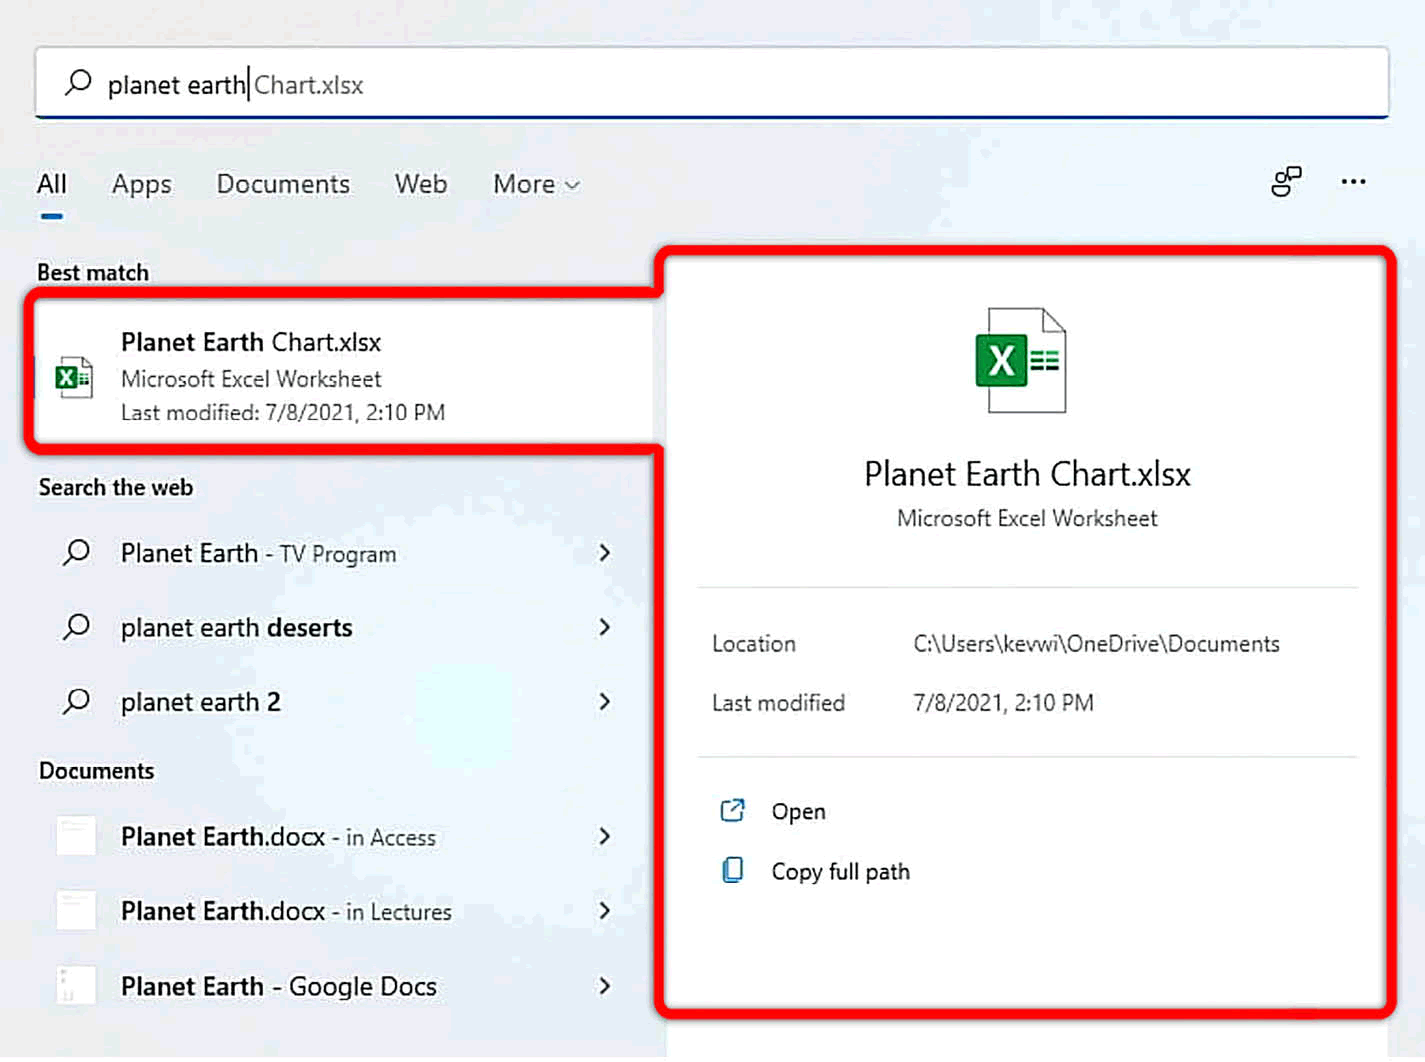 planet earth Chart.xlsx
All Apps Documents Web More
Best match
Planet Earth Chart.xlsx
Microsoft Excel Worksheet
Last modified: 7/8/2021, 2:10 PM
Search the web
Planet Earth - TV Program
planet earth deserts
planet earth 2
Documents
Planet Earth.docx - in Access
Planet Earth.docx - in Lectures
Planet Earth - Google Docs
X
Planet Earth Chart.xlsx
Microsoft Excel Worksheet
Location C:\Users\kevwi\OneDrive\Documents
Last modified 7/8/2021, 2:10 PM
Open
Copy full path